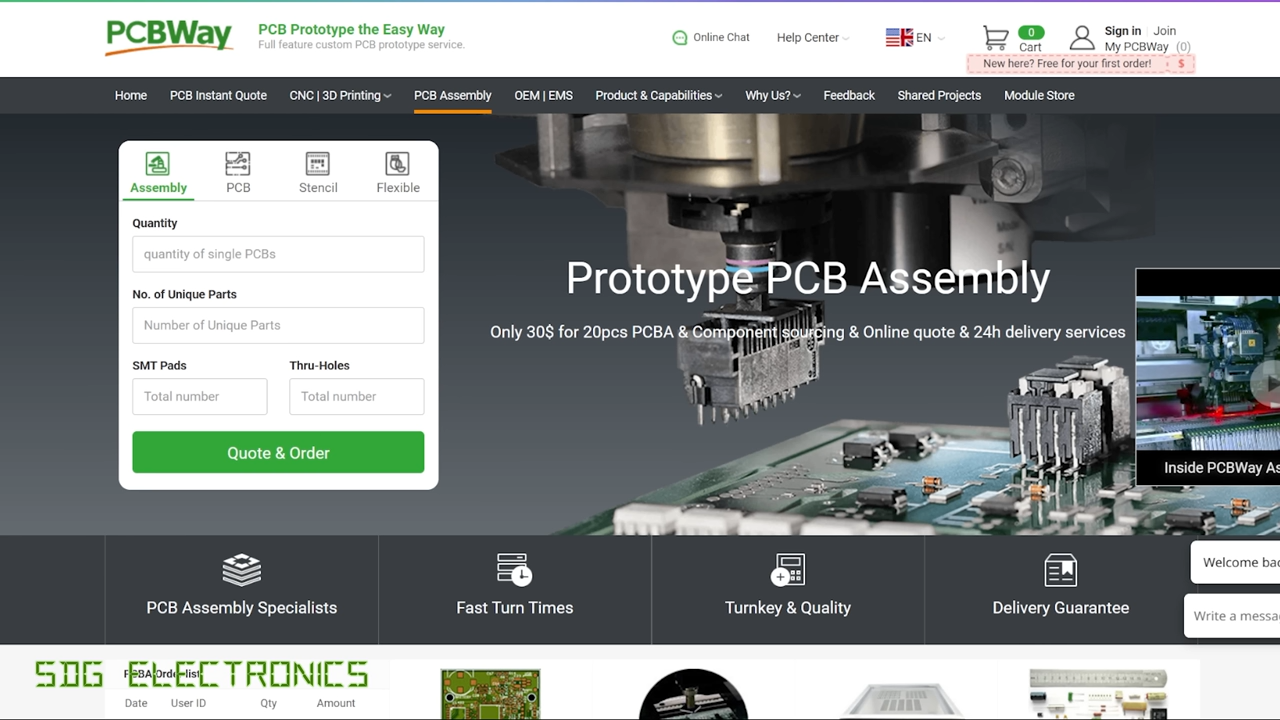 PCBWay
PCB Prototype the Easy Way
Full feature custom PCB prototype service.
Online Chat
Help Center
EN
0
Cart
Sign in
Join
My PCBWay (0)
New here? Free for your first order! $
Home
PCB Instant Quote
CNC | 3D Printing
PCB Assembly
OEM | EMS
Product & Capabilities
Why Us?
Feedback
Shared Projects
Module Store
Assembly
PCB
Stencil
Flexible
Quantity
quantity of single PCBs
No. of Unique Parts
Number of Unique Parts
SMT Pads
Thru-Holes
Total number
Total number
Quote & Order
Prototype PCB Assembly
Only 30$ for 20pcs PCBA & Component sourcing & Online quote & 24h delivery services
Inside PCBWay As
PCB Assembly Specialists
Fast Turn Times
Turnkey & Quality
Delivery Guarantee
Welcome bac
Write a messa
SDG ELECTRONICS
PCBA Order list
Date
User ID
Qty
Amount